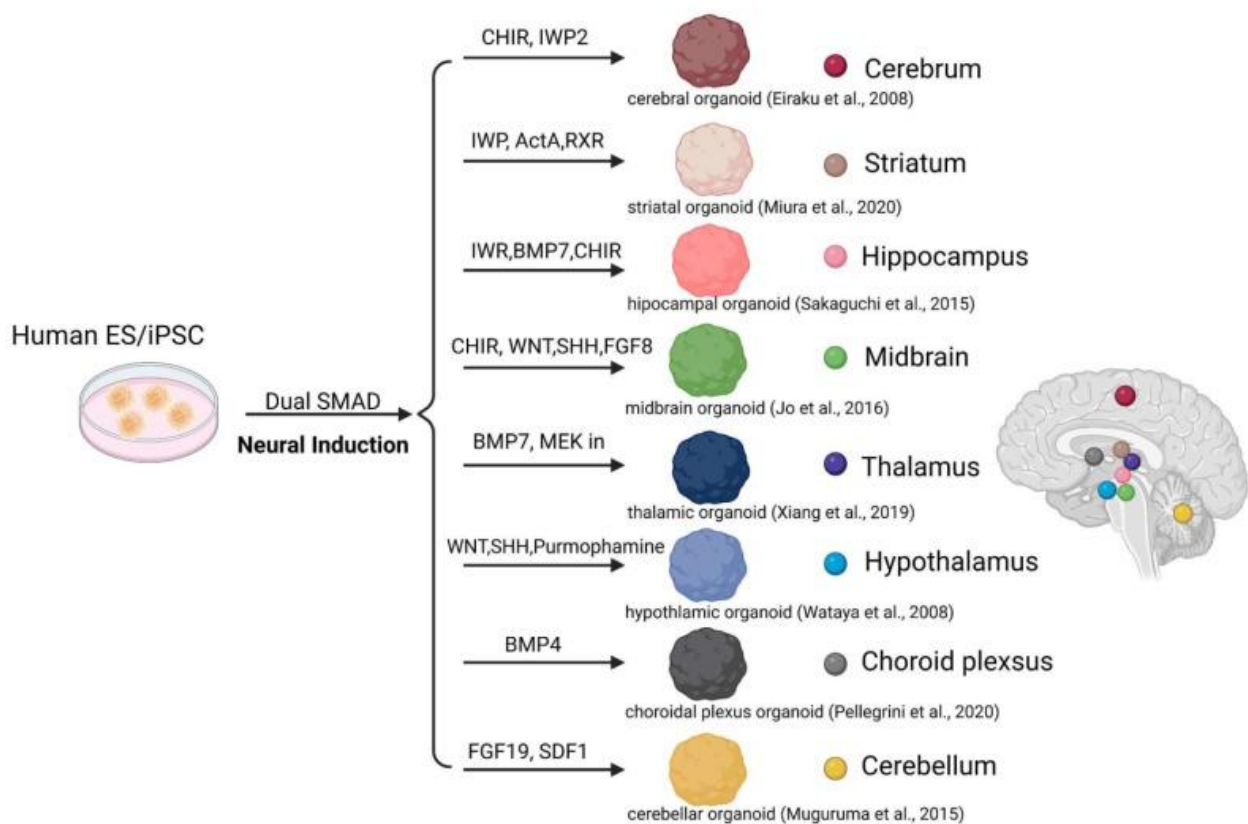 CHIR, IWP2
Cerebrum
cerebral organoid (Eiraku et al., 2008)
IWP, ActA,RXR
Striatum
striatal organoid (Miura et al., 2020)
IWR,BMP7,CHIR
Hippocampus
hipocampal organoid (Sakaguchi et al., 2015)
Human ES/iPSC
CHIR, WNT,SHH,FGF8
Midbrain
midbrain organoid (Jo et al., 2016)
Dual SMAD
Neural Induction
BMP7, MEK in
Thalamus
thalamic organoid (Xiang et al., 2019)
WNT,SHH,Purmophamine
Hypothalamus
hypothlamic organoid (Wataya et al., 2008)
BMP4
Choroid plexsus
choroidal plexus organoid (Pellegrini et al., 2020)
FGF19, SDF1
Cerebellum
cerebellar organoid (Muguruma et al., 2015)